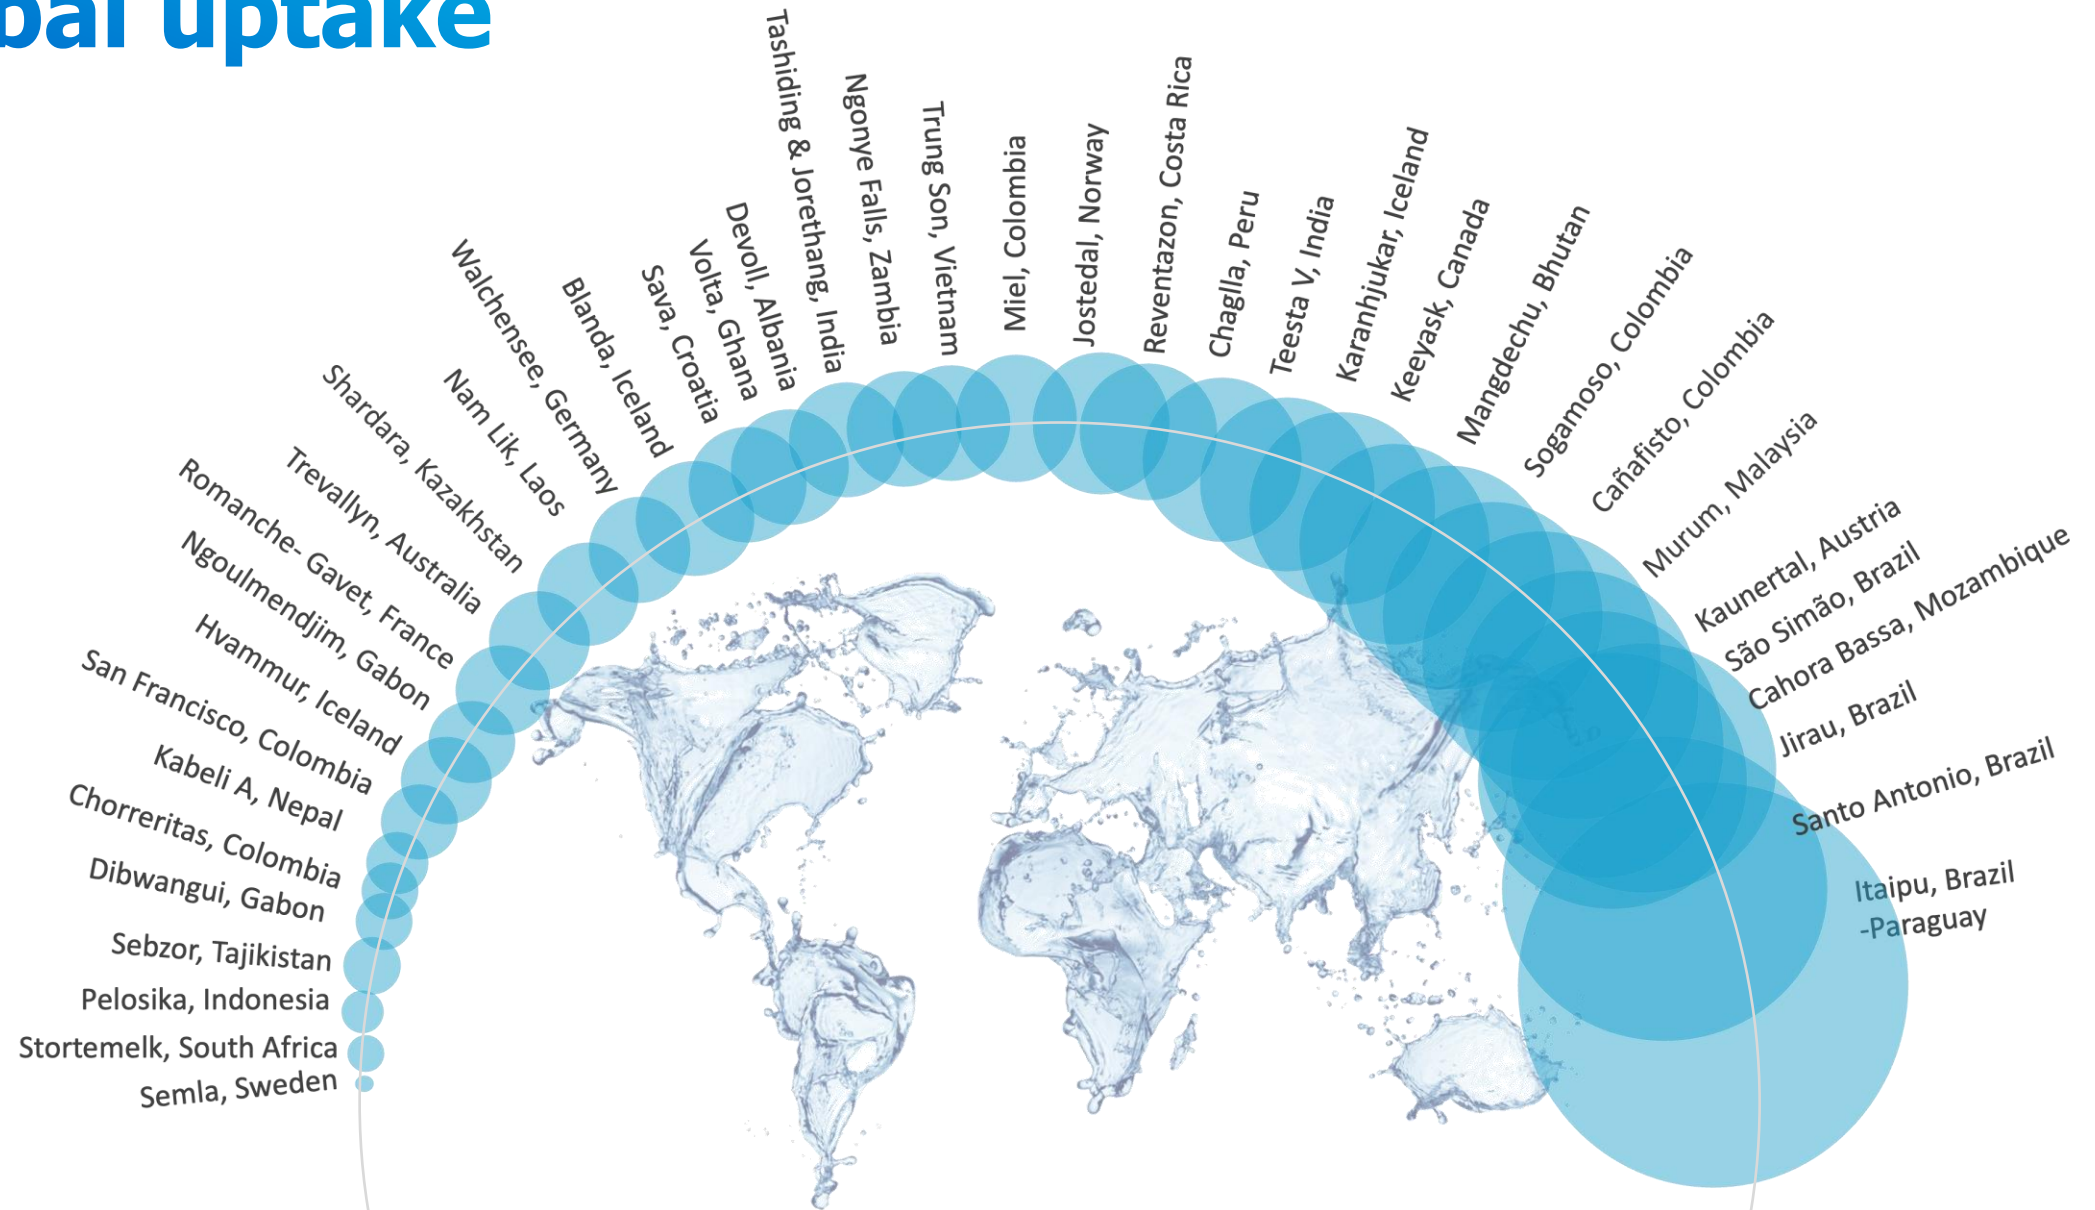 bal uptake
Semla, Sweden
Stortemelk, South Africa
Pelosika, Indonesia
Sebzor, Tajikistan
Dibwangui, Gabon
Chorreritas, Colombia
Kabeli A, Nepal
San Francisco, Colombia
Hvammur, Iceland
Ngoulmendjim, Gabon
Romanche- Gavet, France
Trevallyn, Australia
Shardara, Kazakhstan
Nam Lik, Laos
Walchensee, Germany
Blanda, Iceland
Sava, Croatia
Volta, Ghana
Devoll, Albania
Tashiding & Jorethang, India
Ngonye Falls, Zambia
Trung Son, Vietnam
Miel, Colombia
Jostedal, Norway
Reventazon, Costa Rica
Chaglla, Peru
Teesta V, India
Karanhjukar, Iceland
Keeyask, Canada
Mangdechu, Bhutan
Sogamoso, Colombia
Cañafisto, Colombia
Murum, Malaysia
Kaunertal, Austria
São Simão, Brazil
Cahora Bassa, Mozambique
Jirau, Brazil
Santo Antonio, Brazil
Itaipu, Brazil
-Paraguay